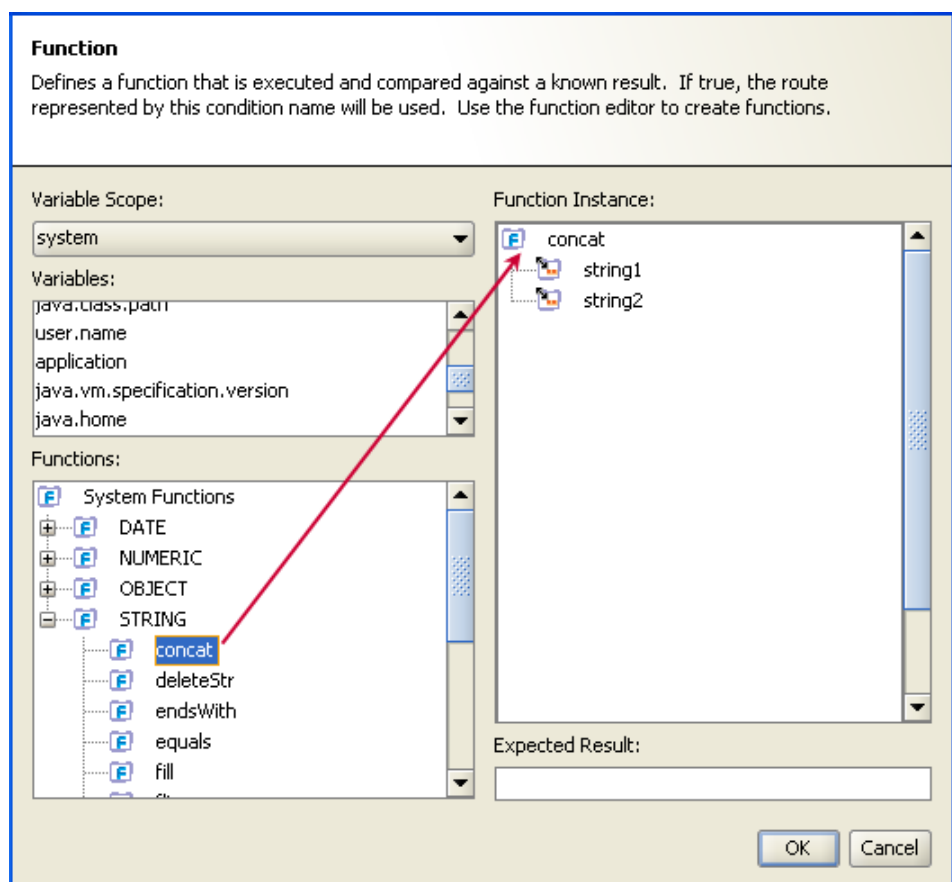 Function
Defines a function that is executed and compared against a known result. If true, the route
represented by this condition name will be used. Use the function editor to create functions.
Variable Scope:
system
Variables:
java.class.path
user.name
application
java.vm.specification.version
java.home
Functions:
F System Functions
F DATE
F NUMERIC
F OBJECT
F STRING
F concat
F deleteStr
F endsWith
F equals
F fill
Function Instance:
F concat
string1
string2
Expected Result:
OK
Cancel